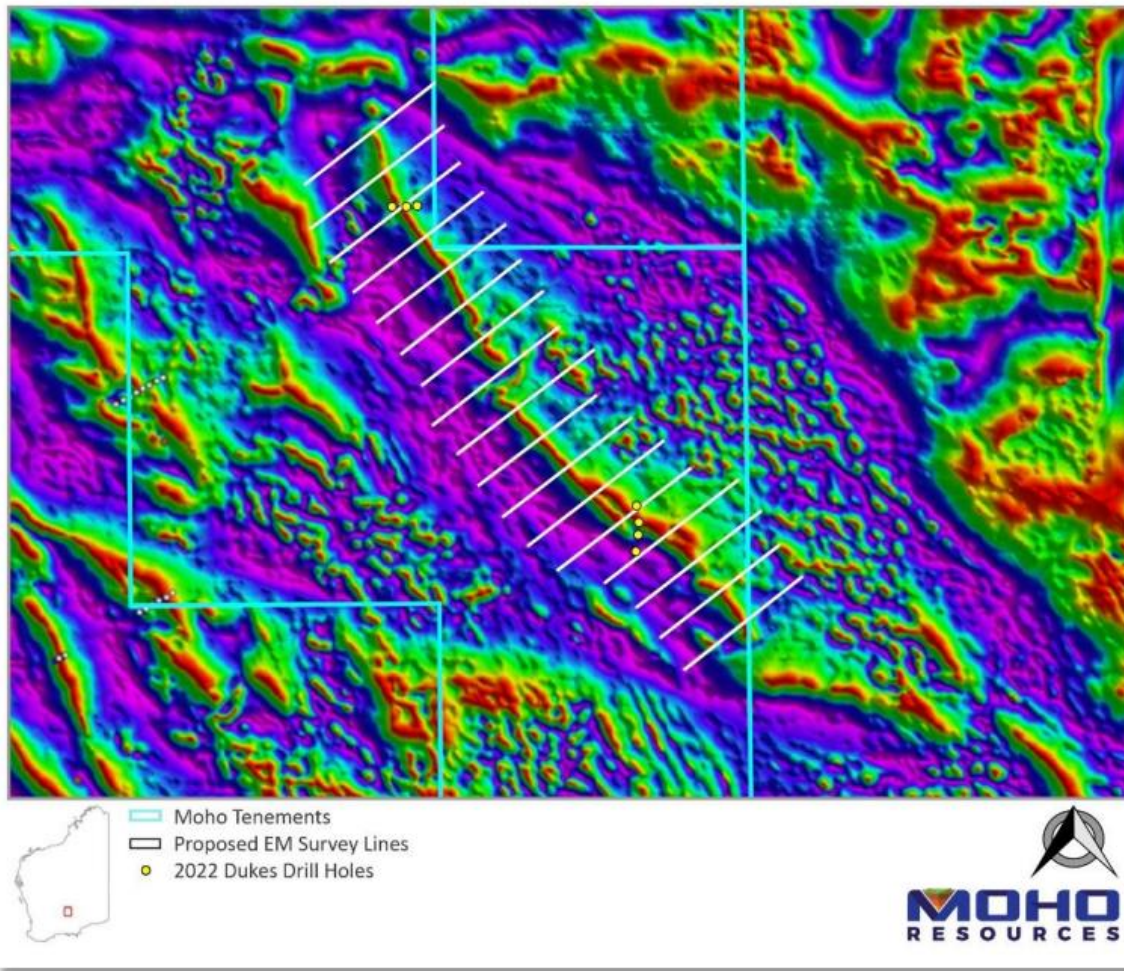 Moho Tenements
Proposed EM Survey Lines
2022 Dukes Drill Holes
MOHO
RESOURCES